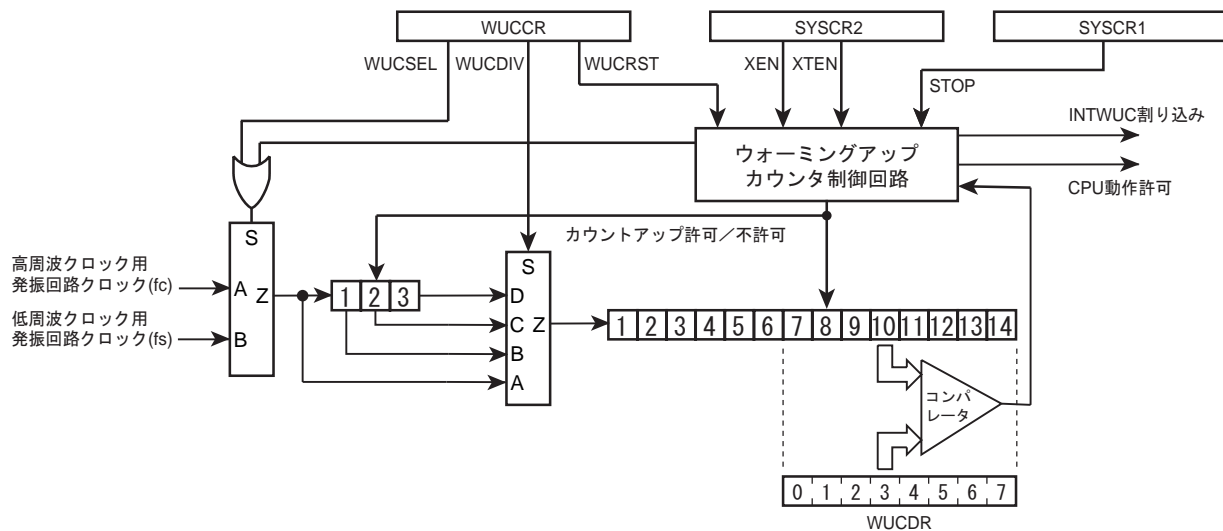 WUCCR
SYSCR2
SYSCR1
WUCSEL WUCDIV WUCRST
XEN XTEN
STOP
INTWUC割り込み
ウォーミングアップ
カウンタ制御回路
CPU動作許可
カウントアップ許可／不許可
S
高周波クロック用
発振回路クロック(fc)
A Z
低周波クロック用
発振回路クロック(fs)
B
1 2 3
S
D
C Z
B
A
1 2 3 4 5 6 7 8 9 10 11 12 13 14
コンパ
レータ
0 1 2 3 4 5 6 7
WUCDR